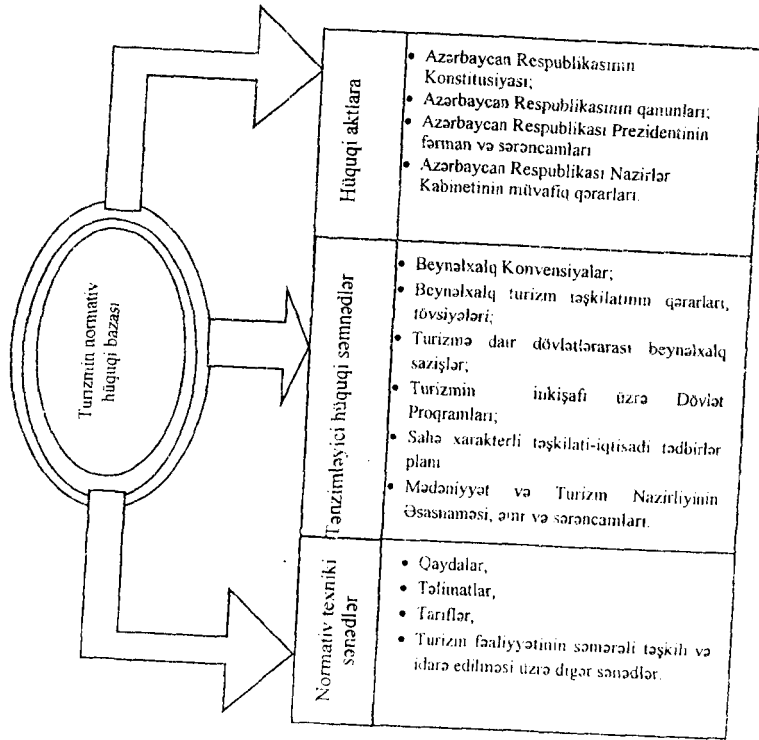 Turizmin normativ
hüquqi bazası
Hüquqi aktlara
• Azərbaycan Respublikasının
Konstitusiyası;
• Azərbaycan Respublikasının qanunları;
• Azərbaycan Respublikası Prezidentinin
fərman və sərəncamları
• Azərbaycan Respublikası Nazirlər
Kabinetinin müvafiq qərarları.
Tənzimləyici hüquqi səmnədlər
• Beynəlxalq Konvensiyalar;
• Beynəlxalq turizm təşkilatının qərarları,
tövsiyələri;
• Turizmə dair dövlətlərarası beynəlxalq
sazişlər;
• Turizmin inkişafı üzrə Dövlət
Proqramları;
• Sahə xarakterli təşkilati-iqtisadi tədbirlər
planı
• Mədəniyyət və Turizm Nazirliyinin
Əsasnaməsi, əmr və sərəncamları.
Normativ texniki
sənədlər
• Qaydalar,
• Təlimatlar,
• Tariflər,
• Turizm fəaliyyətinin səmərəli təşkili və
idarə edilməsi üzrə digər sənədlər.